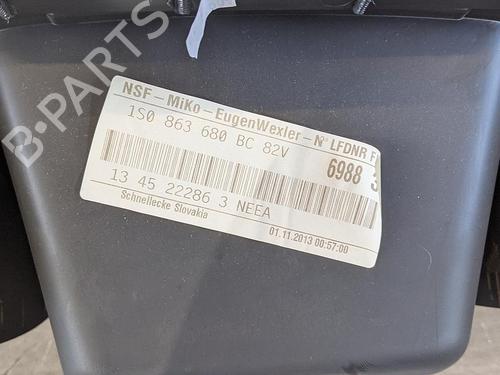 NSF - MiKo - EugenWexler - N° LFDNR F
1S0 863 680 BC 82V
6988 3
13 45 22286 3 NEEA
Schnellecke Slovakia
01.11.2013 00:57:00
B-PARTS